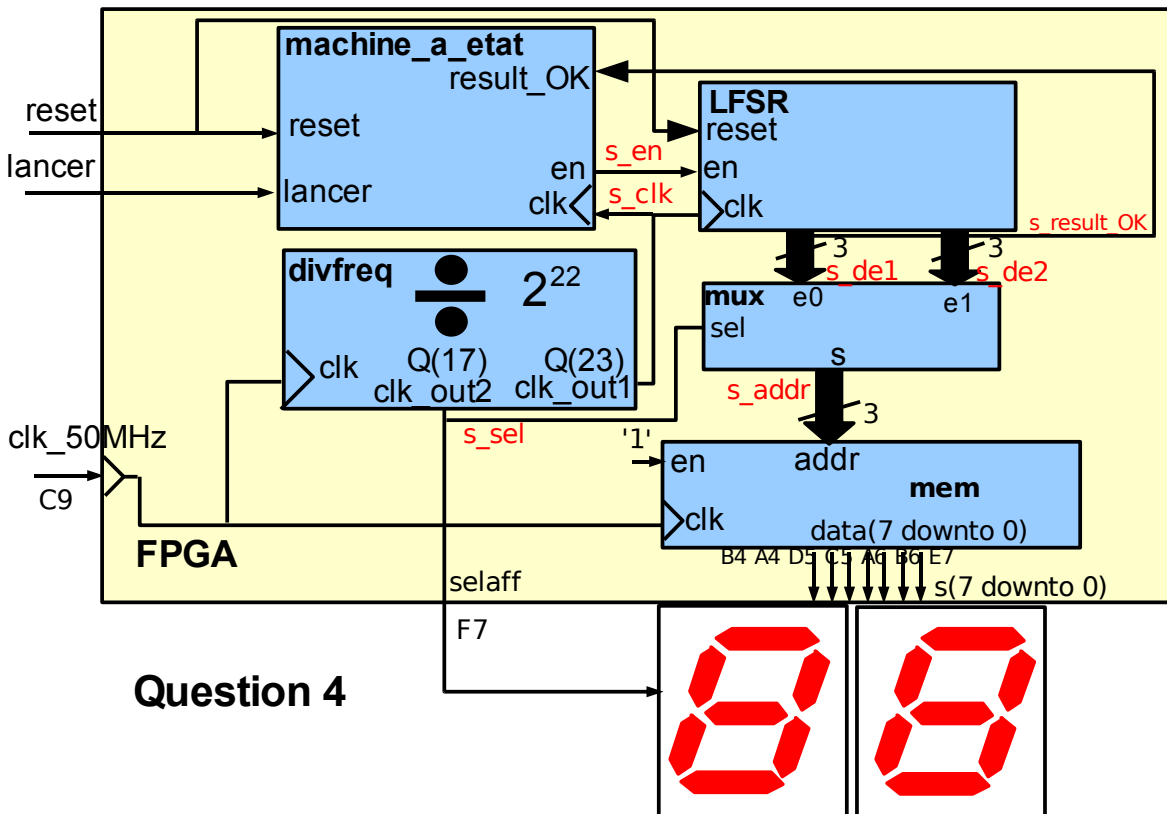 machine_a_etat
result_OK
reset
lancer
en
clk
reset
lancer
s_en
s_clk
LFSR
reset
en
clk
s_result_OK
3
3
s_de1
s_de2
divfreq
2^22
clk
Q(17)
Q(23)
clk_out2
clk_out1
mux
e0
e1
sel
s
s_addr
3
s_sel
clk_50MHz
C9
'1'
en
addr
mem
clk
data(7 downto 0)
B4 A4 D5 C5 A6 B6 E7
s(7 downto 0)
FPGA
selaff
F7
Question 4